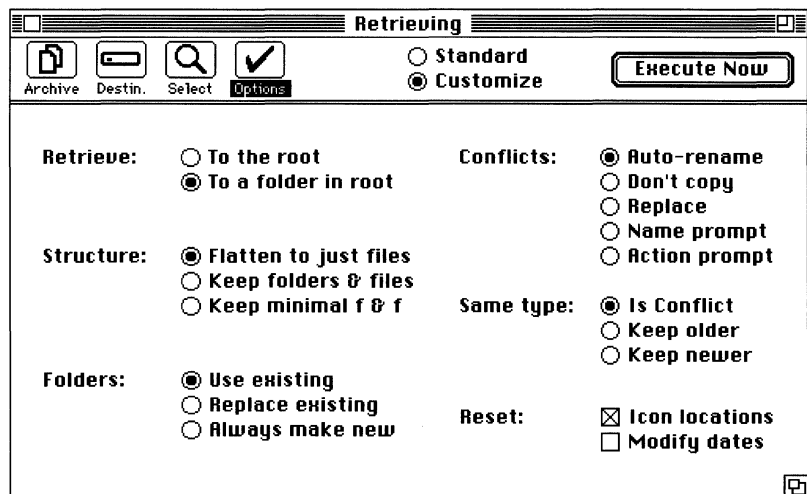 Retrieving
Archive
Destin.
Select
Options
Standard
Customize
Execute Now
Retrieve:
To the root
To a folder in root
Structure:
Flatten to just files
Keep folders & files
Keep minimal f & f
Folders:
Use existing
Replace existing
Always make new
Conflicts:
Auto-rename
Don't copy
Replace
Name prompt
Action prompt
Same type:
Is Conflict
Keep older
Keep newer
Reset:
Icon locations
Modify dates